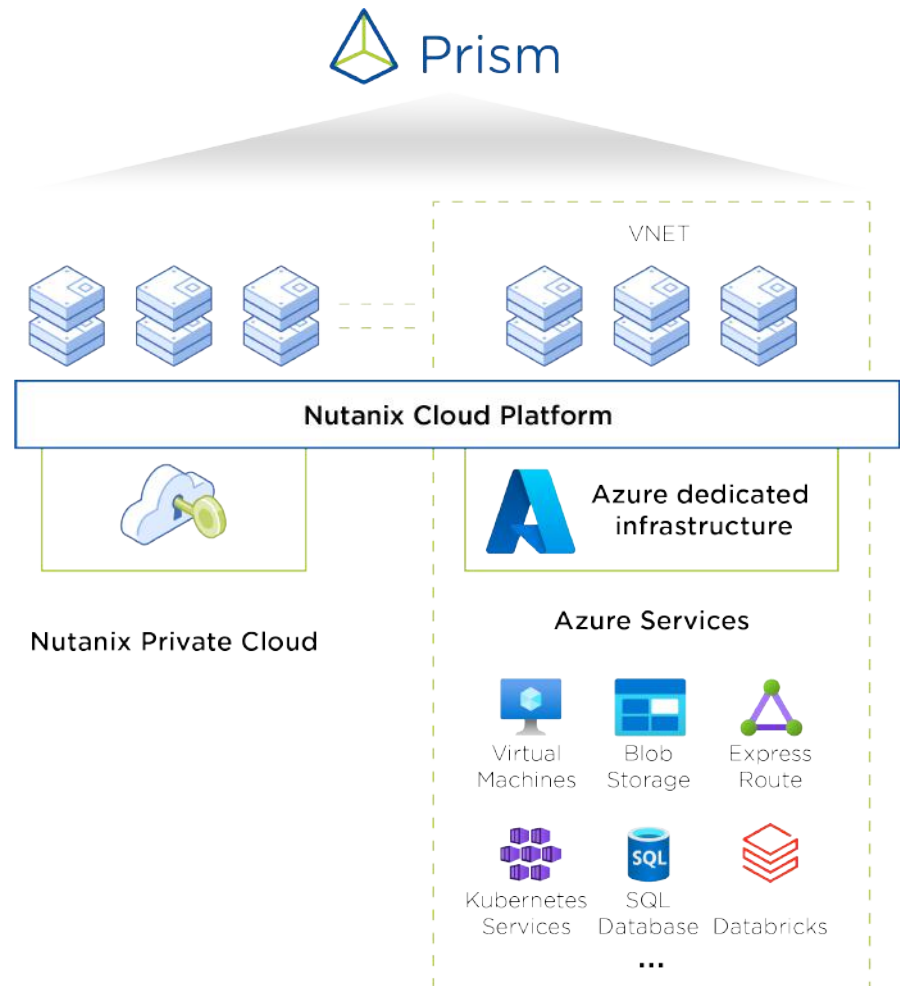 Prism
VNET
Nutanix Cloud Platform
Azure dedicated
infrastructure
Nutanix Private Cloud
Azure Services
Virtual
Machines
Blob
Storage
Express
Route
Kubernetes
Services
SQL
SQL
Database
Databricks
...